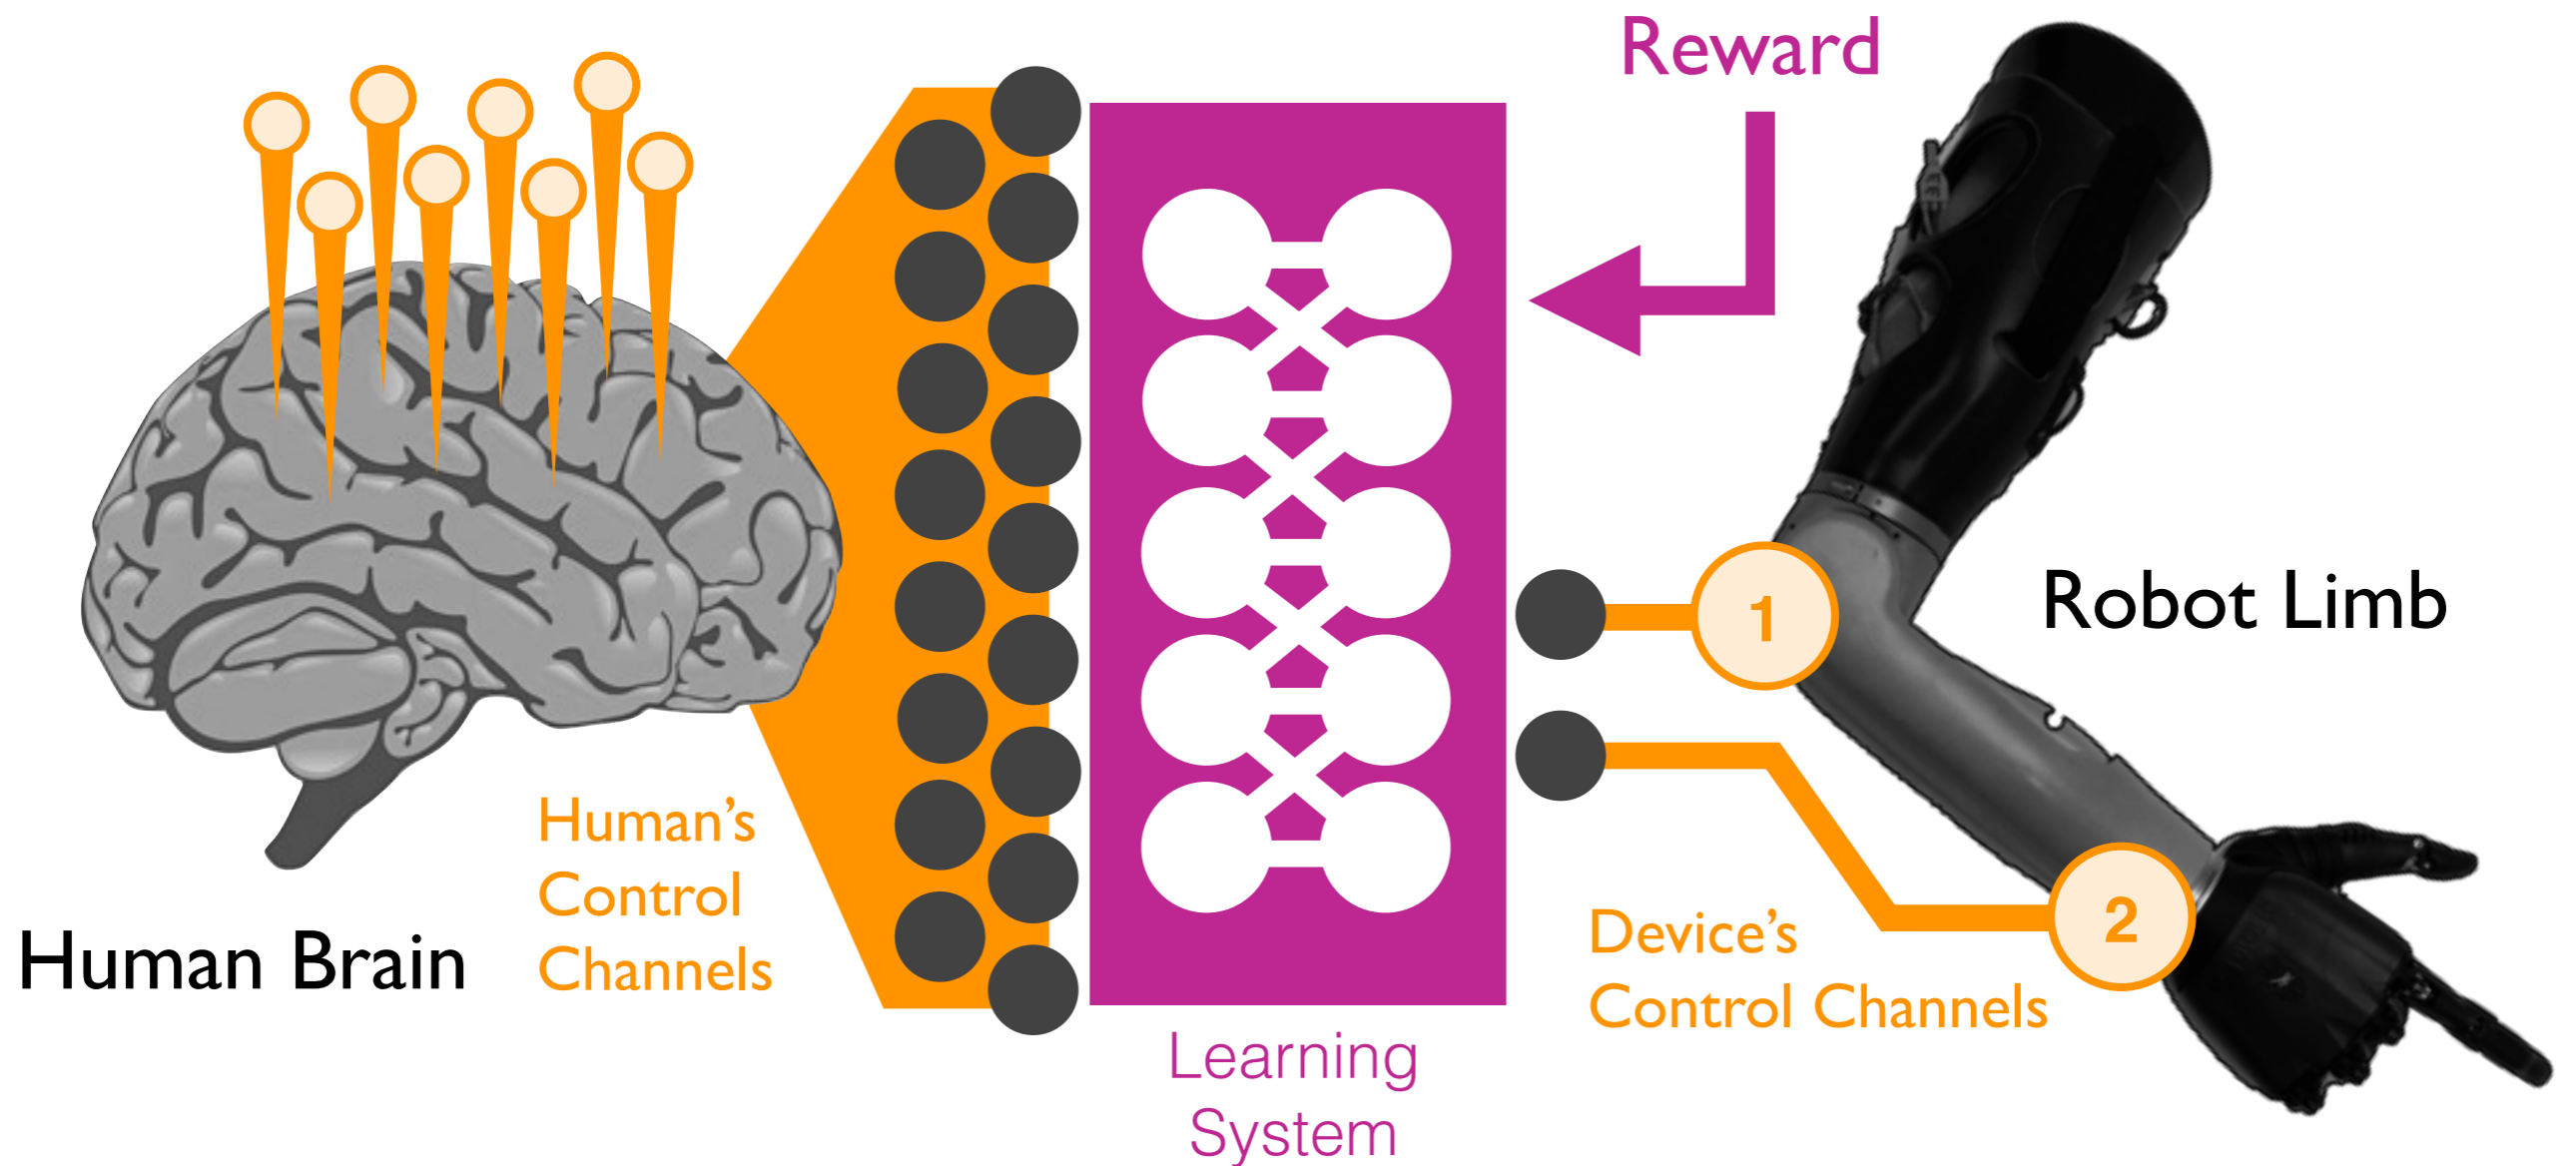 Reward
1
Robot Limb
2
Human's
Control
Channels
Human Brain
Device's
Control Channels
Learning
System